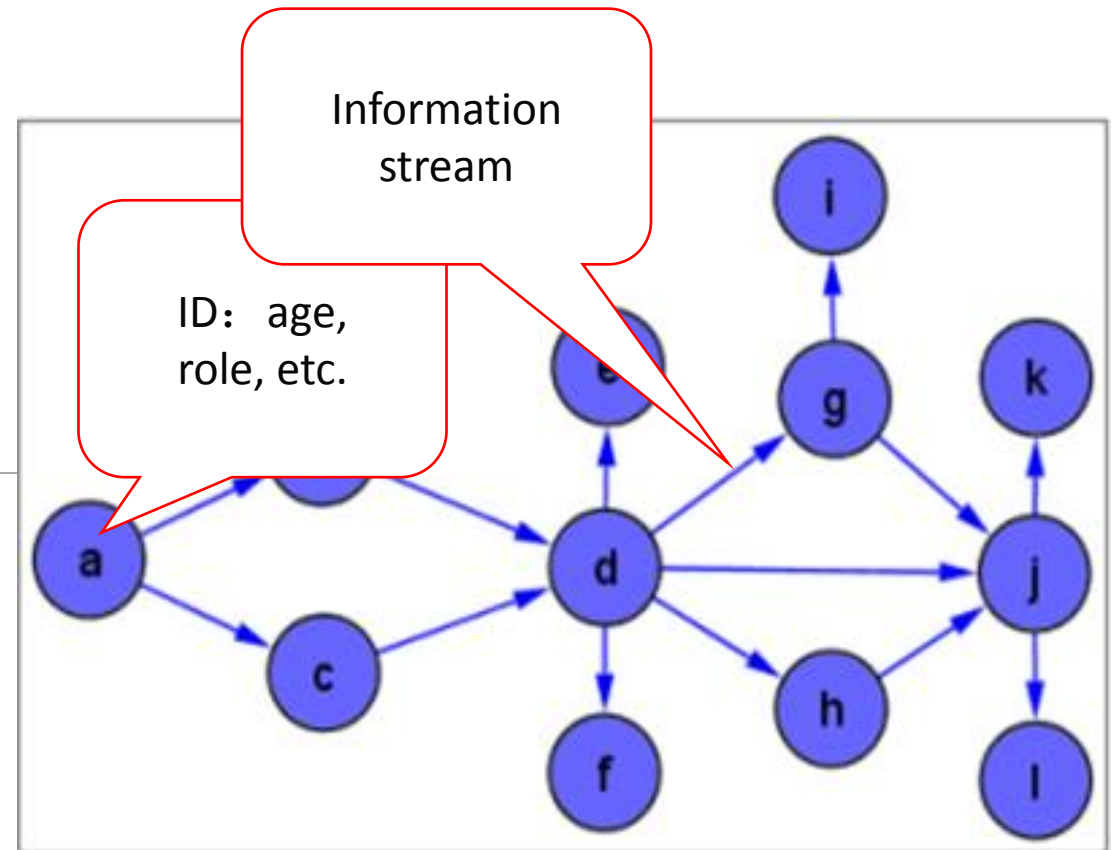 Information
stream
ID： age,
role, etc.
i
e
k
g
a
d
j
c
h
f
l